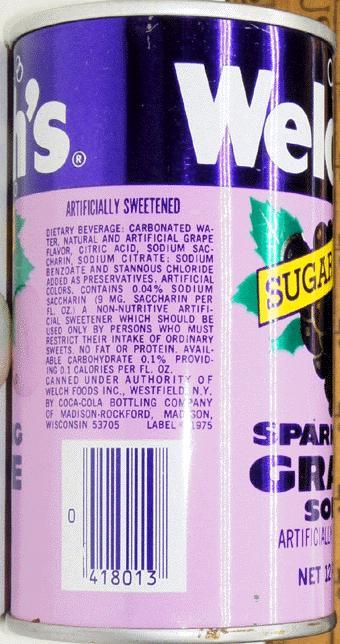 h's®
Welc
ARTIFICIALLY SWEETENED
DIETARY BEVERAGE: CARBONATED WA-
TER, NATURAL AND ARTIFICIAL GRAPE
FLAVOR, CITRIC ACID, SODIUM SAC-
CHARIN, SODIUM CITRATE; SODIUM
BENZOATE AND STANNOUS CHLORIDE
ADDED AS PRESERVATIVES. ARTIFICIAL
COLORS. CONTAINS 0.04% SODIUM
SACCHARIN (9 MG. SACCHARIN PER
FL. OZ.) A NON-NUTRITIVE ARTIFI-
CIAL SWEETENER WHICH SHOULD BE
USED ONLY BY PERSONS WHO MUST
RESTRICT THEIR INTAKE OF ORDINARY
SWEETS. NO FAT OR PROTEIN. AVAIL-
ABLE CARBOHYDRATE 0.1% PROVID-
ING 0.1 CALORIES PER FL. OZ.
CANNED UNDER AUTHORITY OF
WELCH FOODS INC., WESTFIELD, N.Y.
BY COCA-COLA BOTTLING COMPANY
OF MADISON-ROCKFORD, MADISON,
WISCONSIN 53705 LABEL © 1975
0
418013
SUGAR
SPAR
GRA
SO
ARTIFICIALL
NET 12
G
E